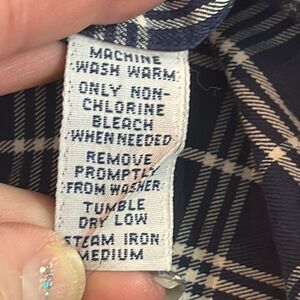 MACHINE
WASH WARM
ONLY NON-
CHLORINE
BLEACH
WHEN NEEDED
REMOVE
PROMPTLY
FROM WASHER
TUMBLE
DRY LOW
STEAM IRON
MEDIUM